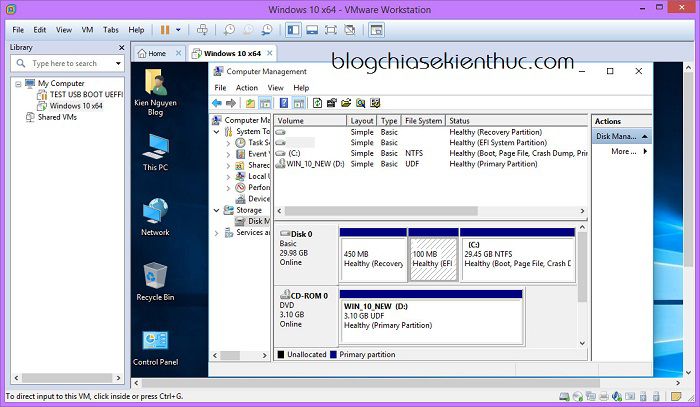 Windows 10 x64 - VMware Workstation
File Edit View VM Tabs Help
Library
Type here to search
My Computer
TEST USB BOOT UEFFI
Windows 10 x64
Shared VMs
Home
Windows 10 x64
blogchiasekienthuc.com
Kien Nguyen
Blog
This PC
Network
Recycle Bin
Control Panel
Computer Management
File Action View Help
Computer Ma
System To
Task Sc
Event V
Shared
Local U
Perfor
Device
Storage
Disk M
Services an
Volume Layout Type File System Status
Simple Basic Healthy (Recovery Partition)
Simple Basic Healthy (EFI System Partition)
(C:) Simple Basic NTFS Healthy (Boot, Page File, Crash Dump, Pri
WIN_10_NEW (D:) Simple Basic UDF Healthy (Primary Partition)
Disk 0
Basic
29.98 GB
Online
450 MB
Healthy (Recovery
100 MB
Healthy (EFI
(C:)
29.45 GB NTFS
Healthy (Boot, Page File, Crash D
CD-ROM 0
DVD
3.10 GB
Online
WIN_10_NEW (D:)
3.10 GB UDF
Healthy (Primary Partition)
Unallocated Primary partition
Actions
Disk Mana...
More ...
To direct input to this VM, click inside or press Ctrl+G.